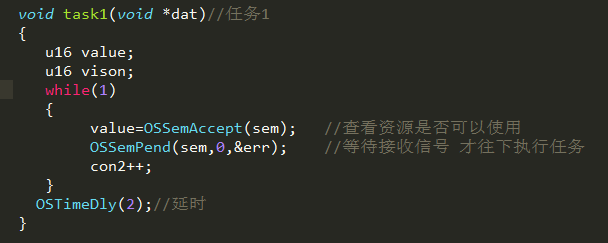 void task1(void *dat)//任务1
{
u16 value;
u16 vison;
while(1)
{
value=OSSemAccept(sem); //查看资源是否可以使用
OSSemPend(sem,0,&err); //等待接收信号 才往下执行任务
con2++;
}
OSTimeDly(2);//延时
}